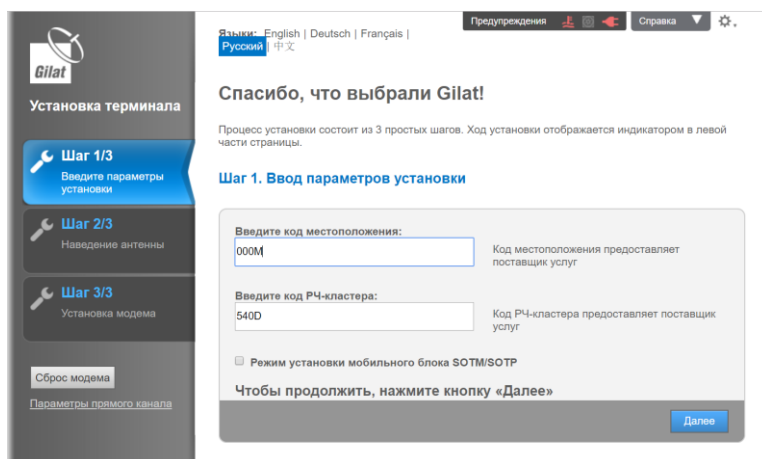 Gilat
Установка терминала
Шаг 1/3
Введите параметры
установки
Шаг 2/3
Наведение антенны
Шаг 3/3
Установка модема
Сброс модема
Параметры прямого канала
Языки: English | Deutsch | Français |
Русский | 中文
Предупреждения
Справка
Спасибо, что выбрали Gilat!
Процесс установки состоит из 3 простых шагов. Ход установки отображается индикатором в левой
части страницы.
Шаг 1. Ввод параметров установки
Введите код местоположения:
000M
Код местоположения предоставляет
поставщик услуг
Введите код РЧ-кластера:
540D
Код РЧ-кластера предоставляет поставщик
услуг
Режим установки мобильного блока SOTM/SOTP
Чтобы продолжить, нажмите кнопку «Далее»
Далее